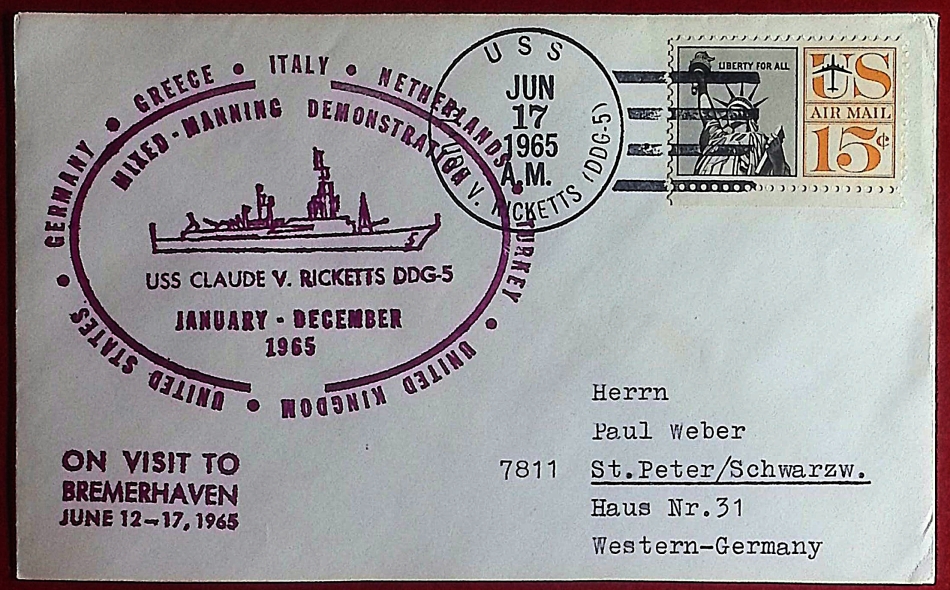 GERMANY • GREECE • ITALY • NETHERLANDS • TURKEY • UNITED KINGDOM • UNITED STATES •
MIXED-MANNING DEMONSTRATION
5
USS CLAUDE V. RICKETTS DDG-5
JANUARY - DECEMBER
1965
USS
JUN
17
1965
A.M.
V. RICKETTS (DDG-5)
LIBERTY FOR ALL
US
AIR MAIL
15¢
ON VISIT TO
BREMERHAVEN
JUNE 12-17, 1965
Herrn
Paul Weber
7811 St.Peter/Schwarzw.
Haus Nr.31
Western-Germany